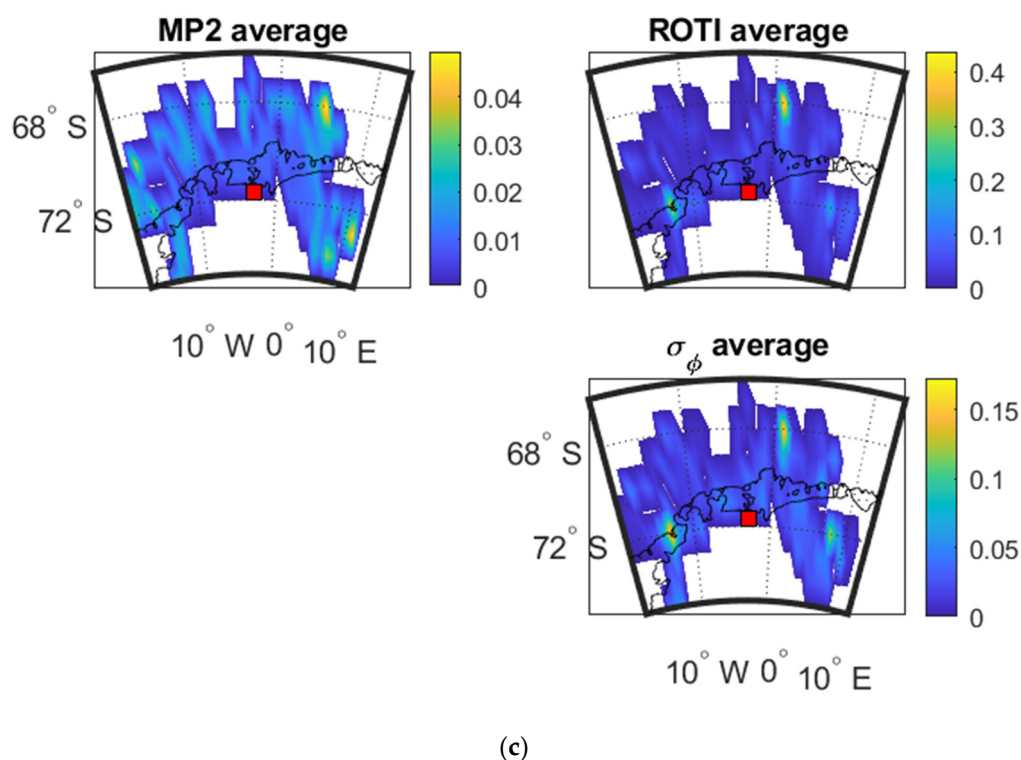 MP2 average
68° S
72° S
0.04
0.03
0.02
0.01
0
10° W 0° 10° E
ROTI average
0.4
0.3
0.2
0.1
0
σϕ average
68° S
72° S
0.15
0.1
0.05
0
10° W 0° 10° E
(c)